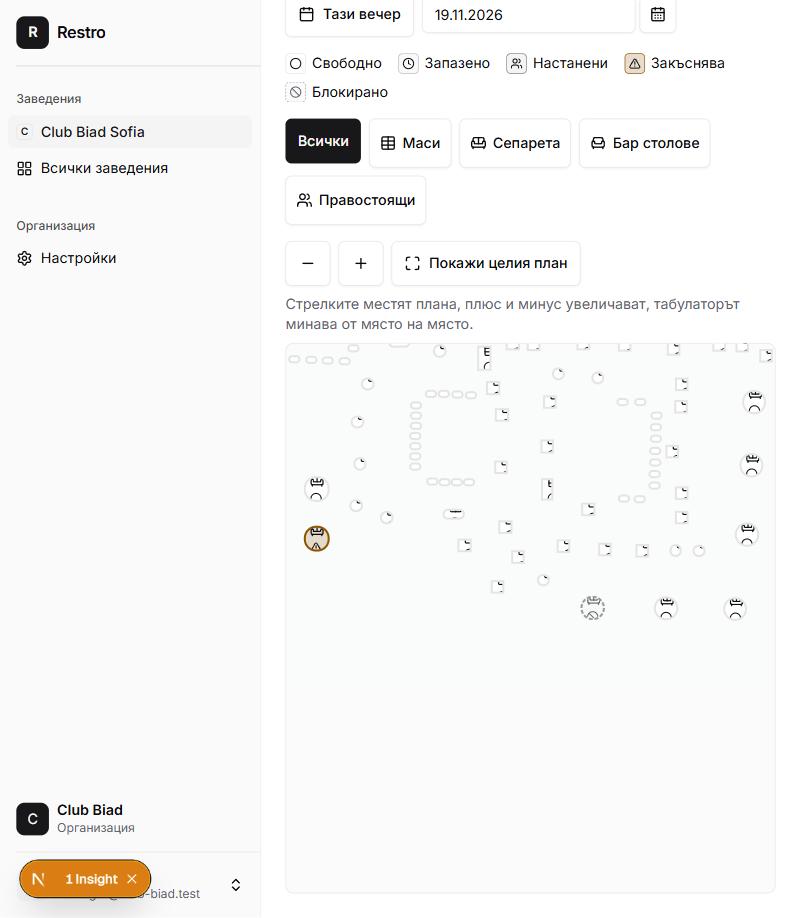 R Restro
Заведения
C Club Biad Sofia
Всички заведения
Организация
Настройки
C Club Biad
Организация
1 Insight
-biad.test
Тази вечер
19.11.2026
Свободно
Запазено
Настанени
Закъснява
Блокирано
Всички
Маси
Сепарета
Бар столове
Правостоящи
Покажи целия план
Стрелките местят плана, плюс и минус увеличават, табулаторът
минава от място на място.